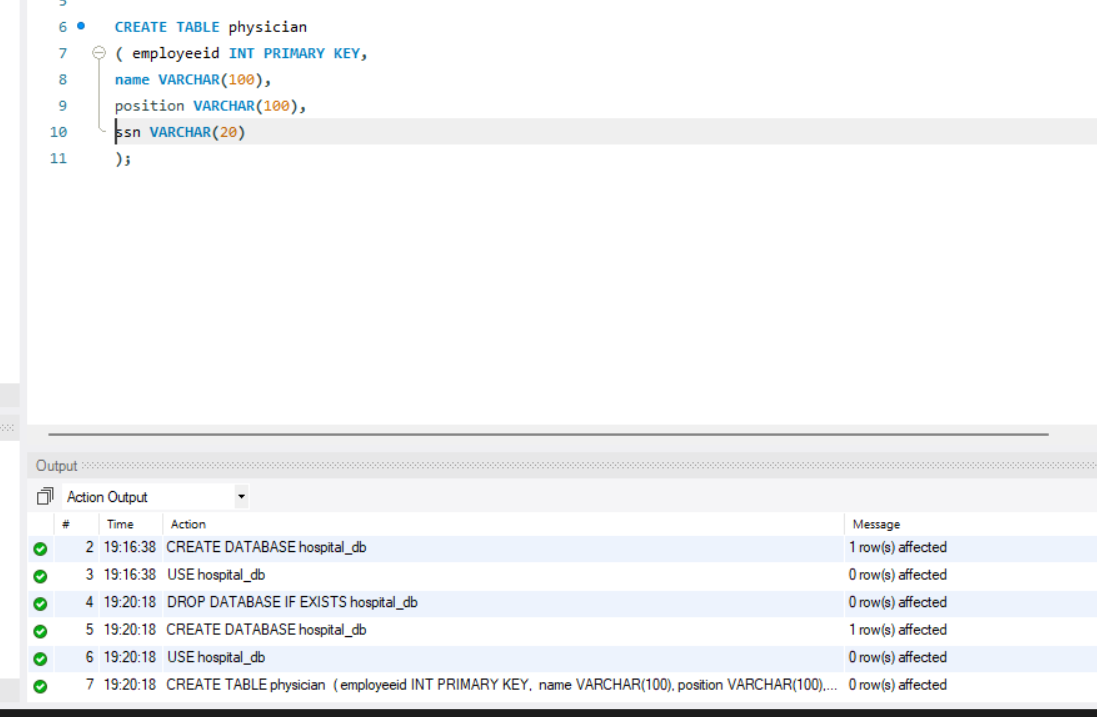 5
6 CREATE TABLE physician
7 ( employeeid INT PRIMARY KEY,
8 name VARCHAR(100),
9 position VARCHAR(100),
10 ssn VARCHAR(20)
11 );
Output
Action Output
# Time Action Message
2 19:16:38 CREATE DATABASE hospital_db 1 row(s) affected
3 19:16:38 USE hospital_db 0 row(s) affected
4 19:20:18 DROP DATABASE IF EXISTS hospital_db 0 row(s) affected
5 19:20:18 CREATE DATABASE hospital_db 1 row(s) affected
6 19:20:18 USE hospital_db 0 row(s) affected
7 19:20:18 CREATE TABLE physician ( employeeid INT PRIMARY KEY, name VARCHAR(100), position VARCHAR(100),... 0 row(s) affected